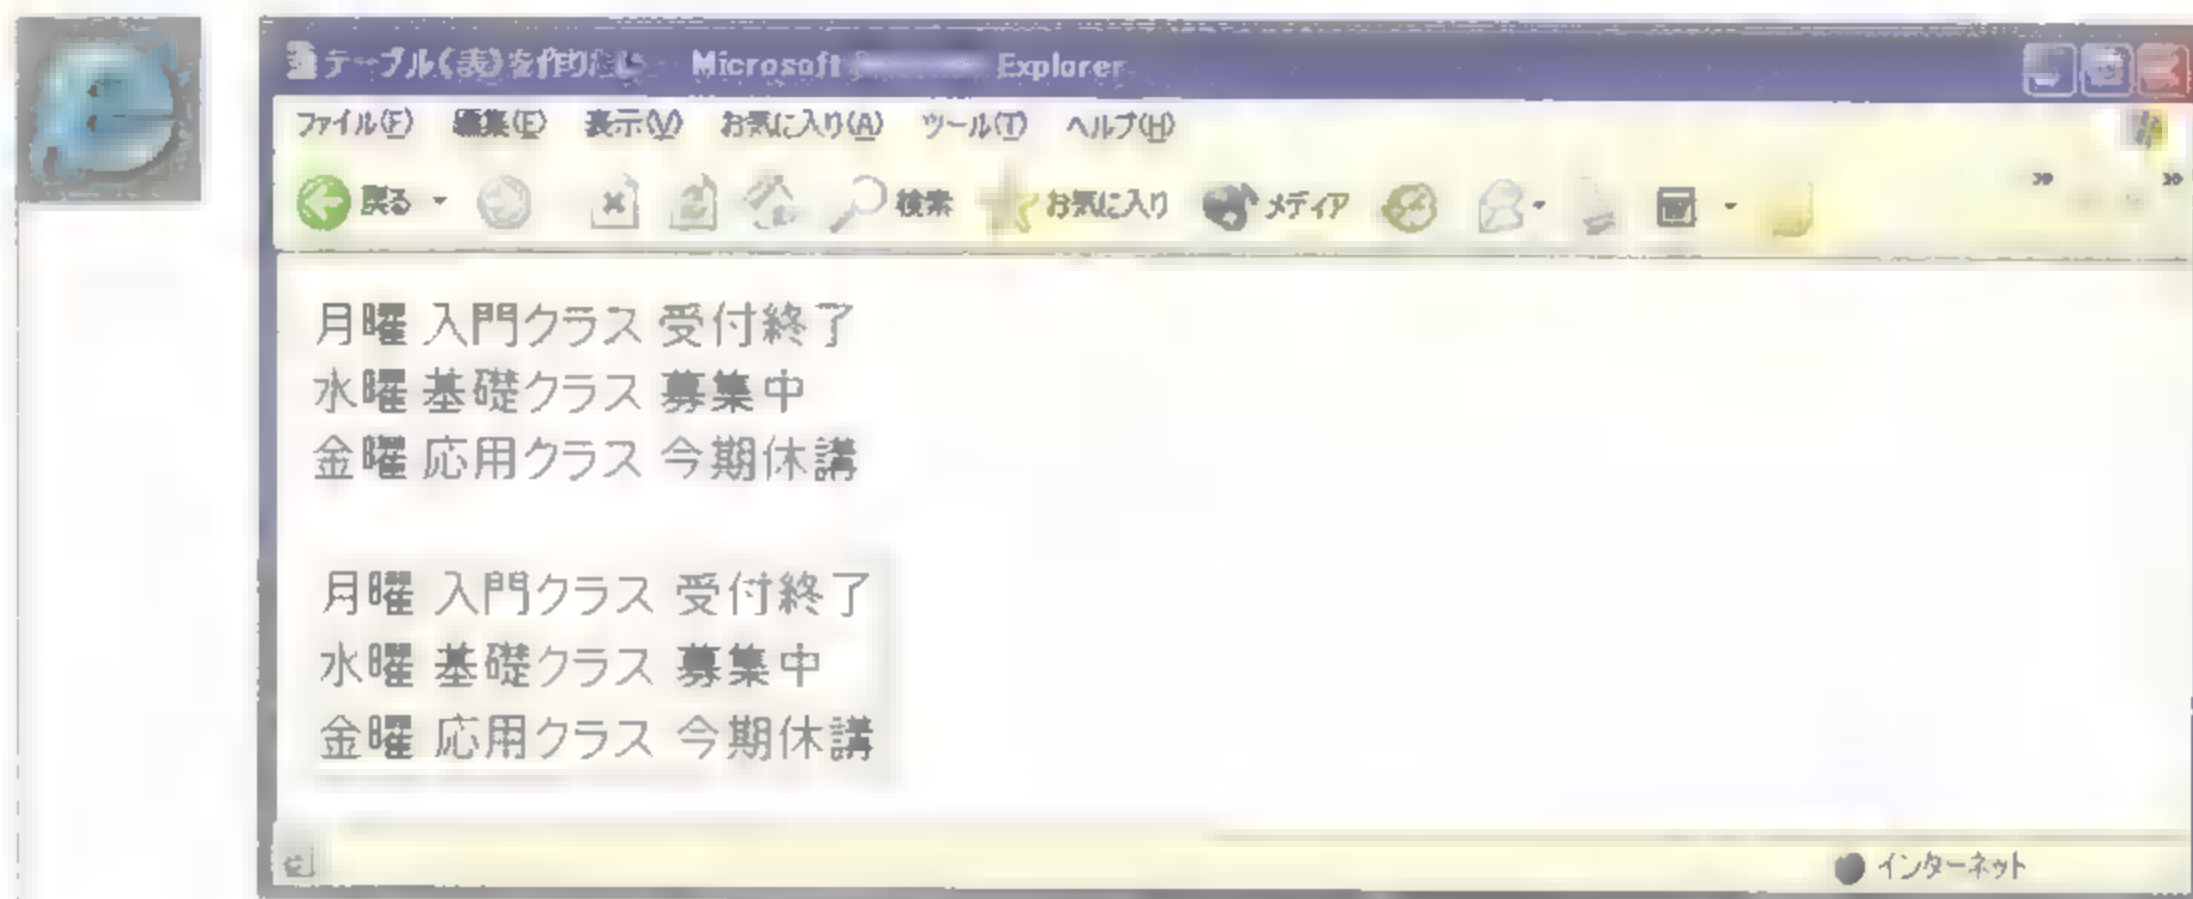 テーブル(表)を作りたい Microsoft Explorer
ファイル(F) 編集(E) 表示(V) お気に入り(A) ツール(T) ヘルプ(H)
戻る 検索 お気に入り メディア
月曜 入門クラス 受付終了
水曜 基礎クラス 募集中
金曜 応用クラス 今期休講
月曜 入門クラス 受付終了
水曜 基礎クラス 募集中
金曜 応用クラス 今期休講
インターネット